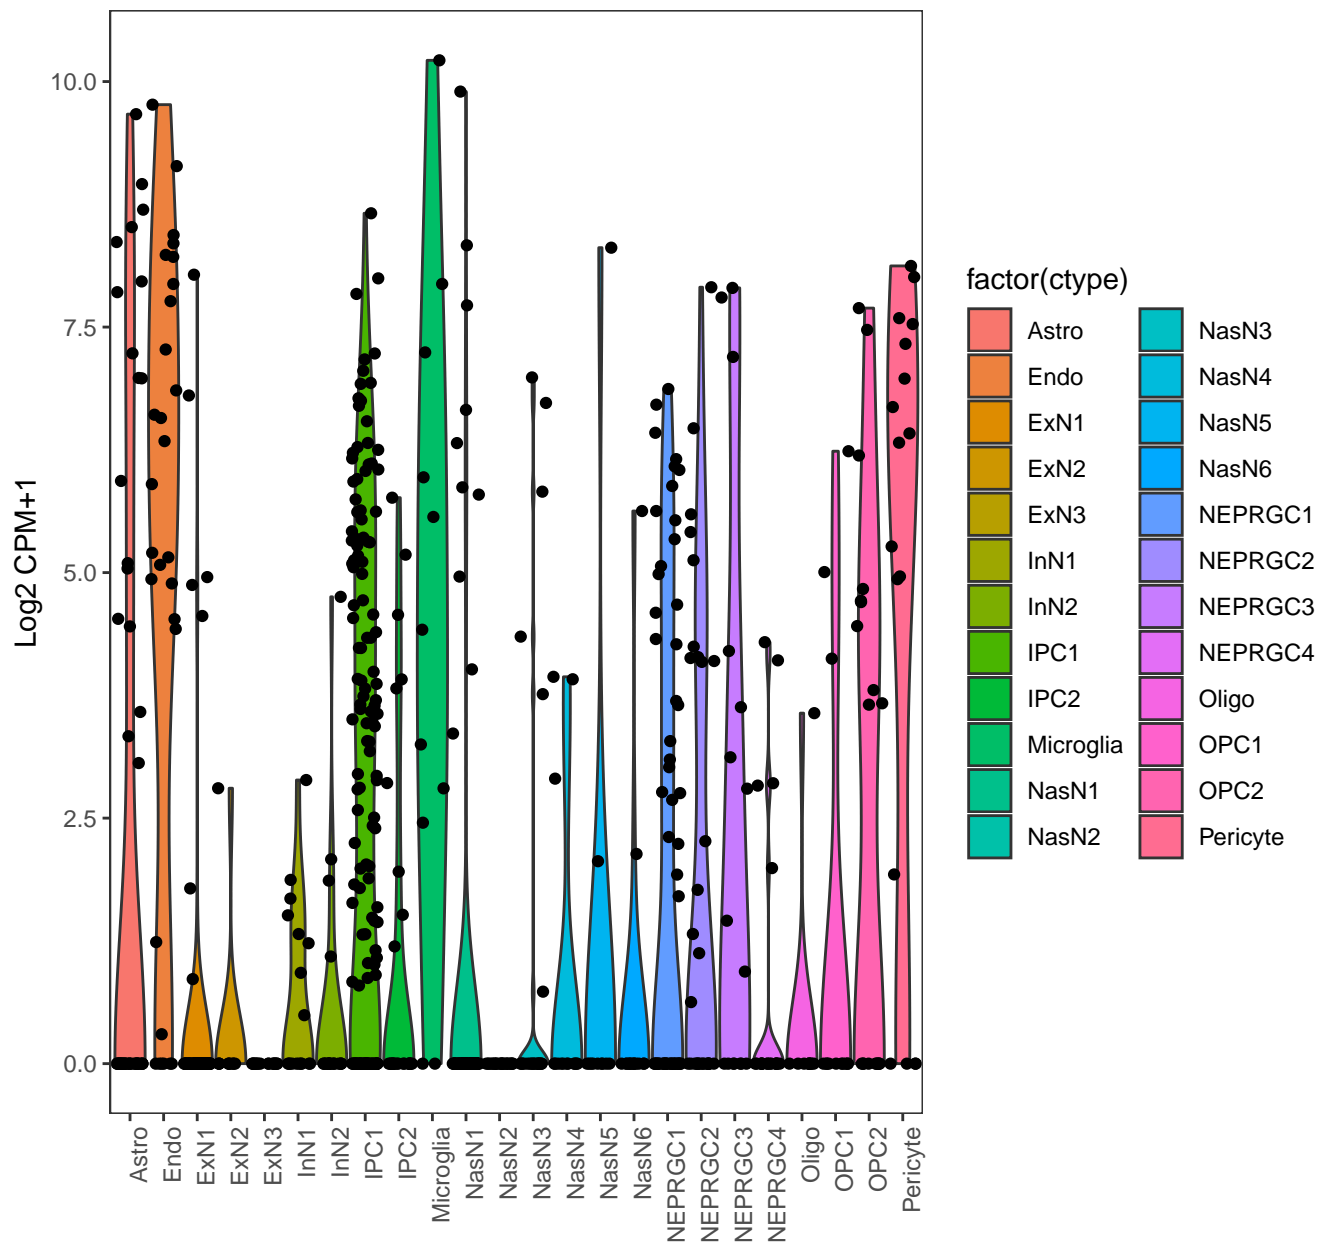 10.0
7.5
5.0
2.5
0.0
Log2 CPM+1
Astro
Endo
ExN1
ExN2
ExN3
InN1
InN2
IPC1
IPC2
Microglia
NasN1
NasN2
NasN3
NasN4
NasN5
NasN6
NEPRGC1
NEPRGC2
NEPRGC3
NEPRGC4
Oligo
OPC1
OPC2
Pericyte
factor(ctype)
Astro
Endo
ExN1
ExN2
ExN3
InN1
InN2
IPC1
IPC2
Microglia
NasN1
NasN2
NasN3
NasN4
NasN5
NasN6
NEPRGC1
NEPRGC2
NEPRGC3
NEPRGC4
Oligo
OPC1
OPC2
Pericyte